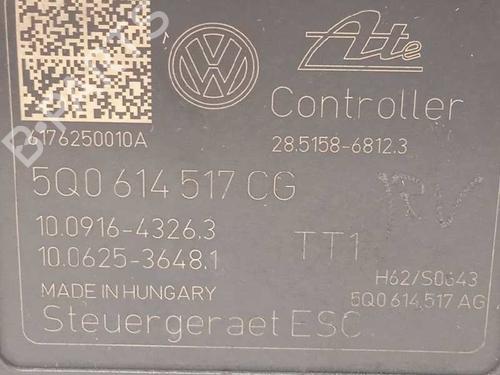 Ate
Controller
6176250010A
28.5158-6812.3
5Q0 614 517 CG
10.0916-4326.3
10.0625-3648.1
TT1
H62/S0643
MADE IN HUNGARY
5Q0 614 517 AG
Steuergeraet ESC